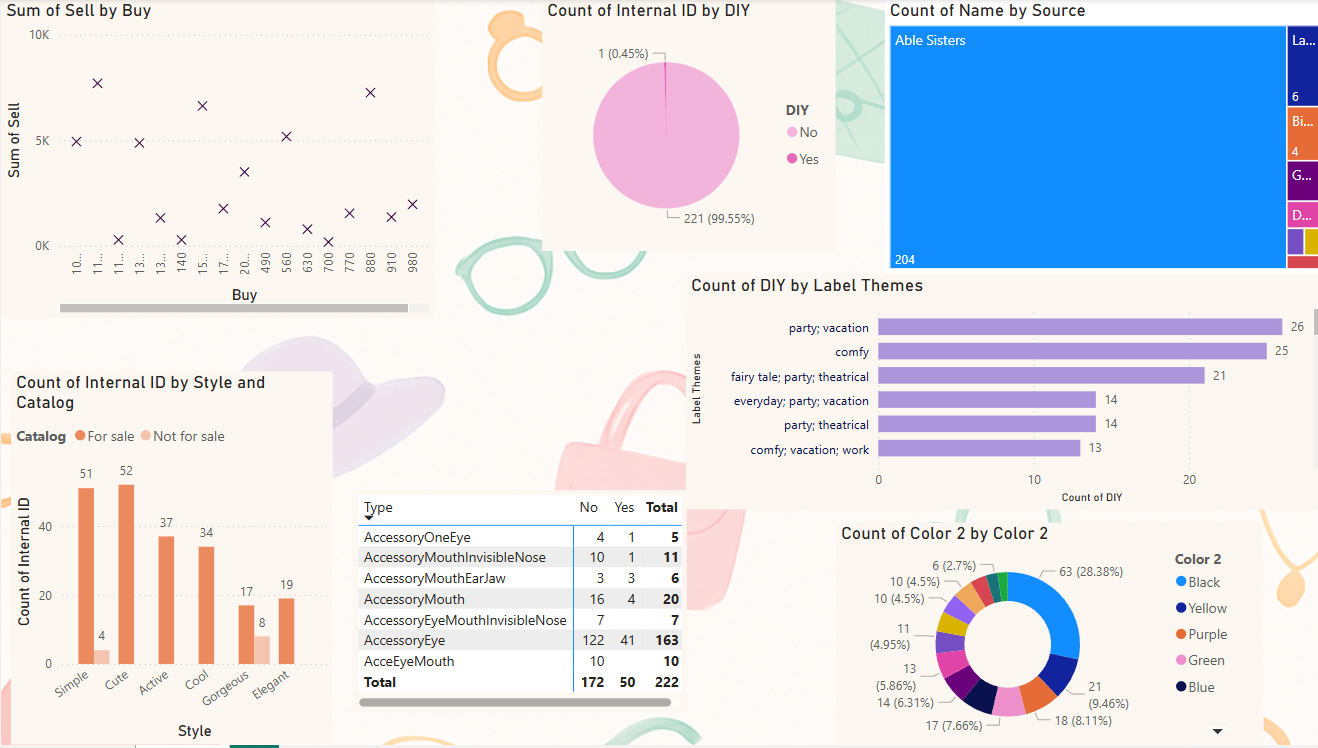 Sum of Sell by Buy
10K
5K
0K
Sum of Sell
10...
11...
11...
13...
13...
140
15...
17...
20...
490
560
630
700
770
880
910
980
Buy
Count of Internal ID by DIY
1 (0.45%)
221 (99.55%)
DIY
No
Yes
Count of Name by Source
Able Sisters
204
La...
6
Bi...
4
G...
D...
Count of DIY by Label Themes
Label Themes
party; vacation 26
comfy 25
fairy tale; party; theatrical 21
everyday; party; vacation 14
party; theatrical 14
comfy; vacation; work 13
0 10 20
Count of DIY
Count of Internal ID by Style and
Catalog
Catalog For sale Not for sale
Count of Internal ID
40
20
0
51
4
52
37
34
17
8
19
Simple
Cute
Active
Cool
Gorgeous
Elegant
Style
Type No Yes Total
AccessoryOneEye 4 1 5
AccessoryMouthInvisibleNose 10 1 11
AccessoryMouthEarJaw 3 3 6
AccessoryMouth 16 4 20
AccessoryEyeMouthInvisibleNose 7 7
AccessoryEye 122 41 163
AcceEyeMouth 10 10
Total 172 50 222
Count of Color 2 by Color 2
63 (28.38%)
21
(9.46%)
18 (8.11%)
17 (7.66%)
14 (6.31%)
13
(5.86%)
11
(4.95%)
10 (4.5%)
10 (4.5%)
6 (2.7%)
Color 2
Black
Yellow
Purple
Green
Blue